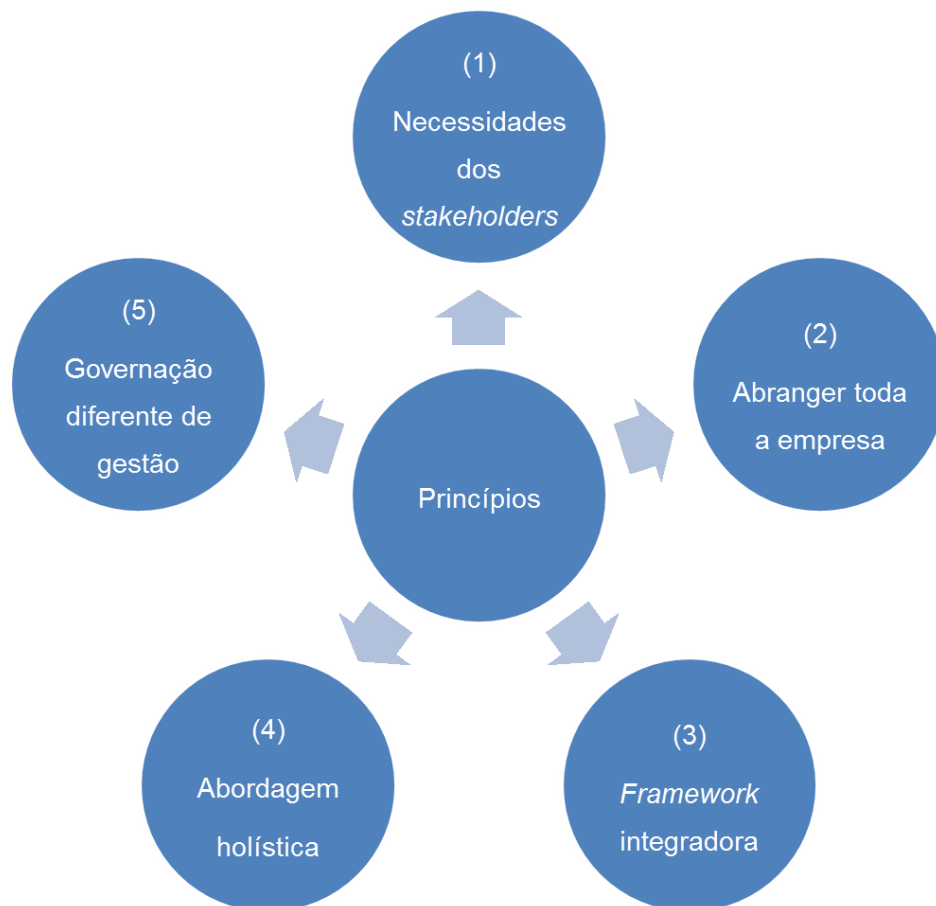 (1)
Necessidades
dos
stakeholders
(2)
Abranger toda
a empresa
(3)
Framework
integradora
(4)
Abordagem
holística
(5)
Governação
diferente de
gestão
Princípios